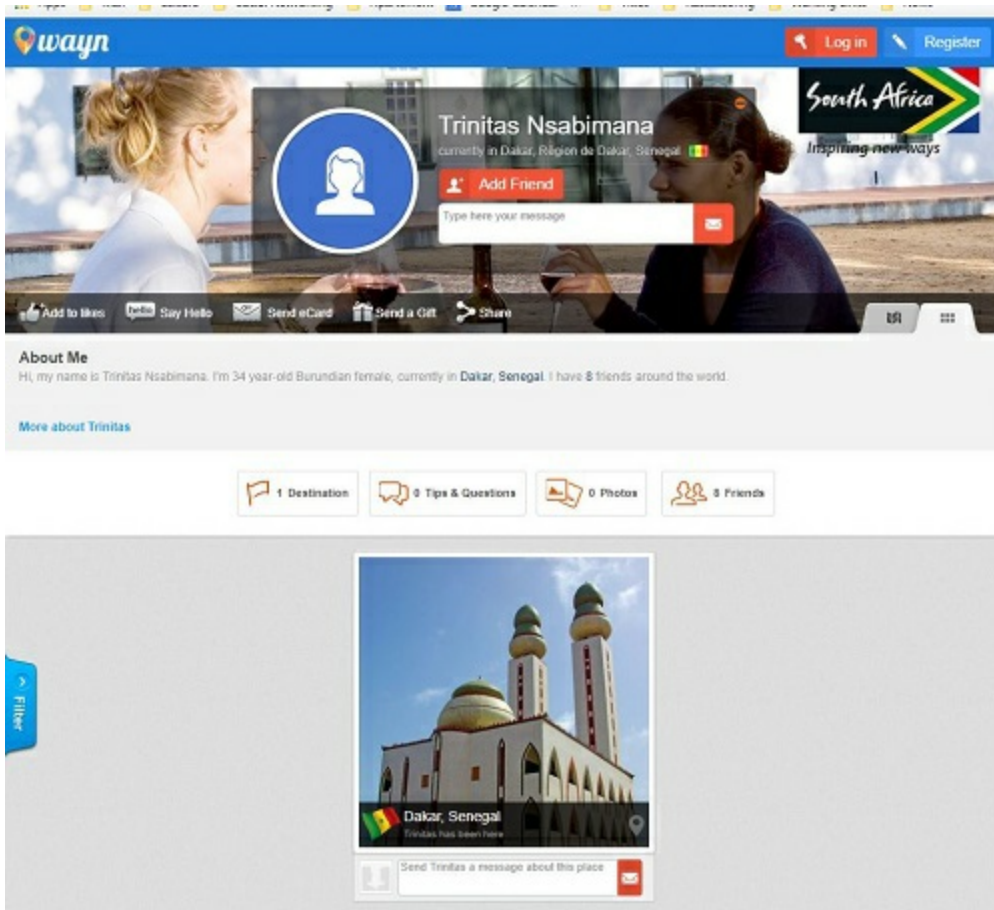 wayn
Log in
Register
South Africa
Inspiring new ways
Trinitas Nsabimana
currently in Dakar, Région de Dakar, Senegal
Add Friend
Type here your message
Add to likes
hello Say Hello
Send eCard
Send a Gift
Share
About Me
Hi, my name is Trinitas Nsabimana. I'm 34 year-old Burundian female, currently in Dakar, Senegal. I have 8 friends around the world.
More about Trinitas
1 Destination
0 Tips & Questions
0 Photos
8 Friends
Filter
Dakar, Senegal
Trinitas has been here
Send Trinitas a message about this place